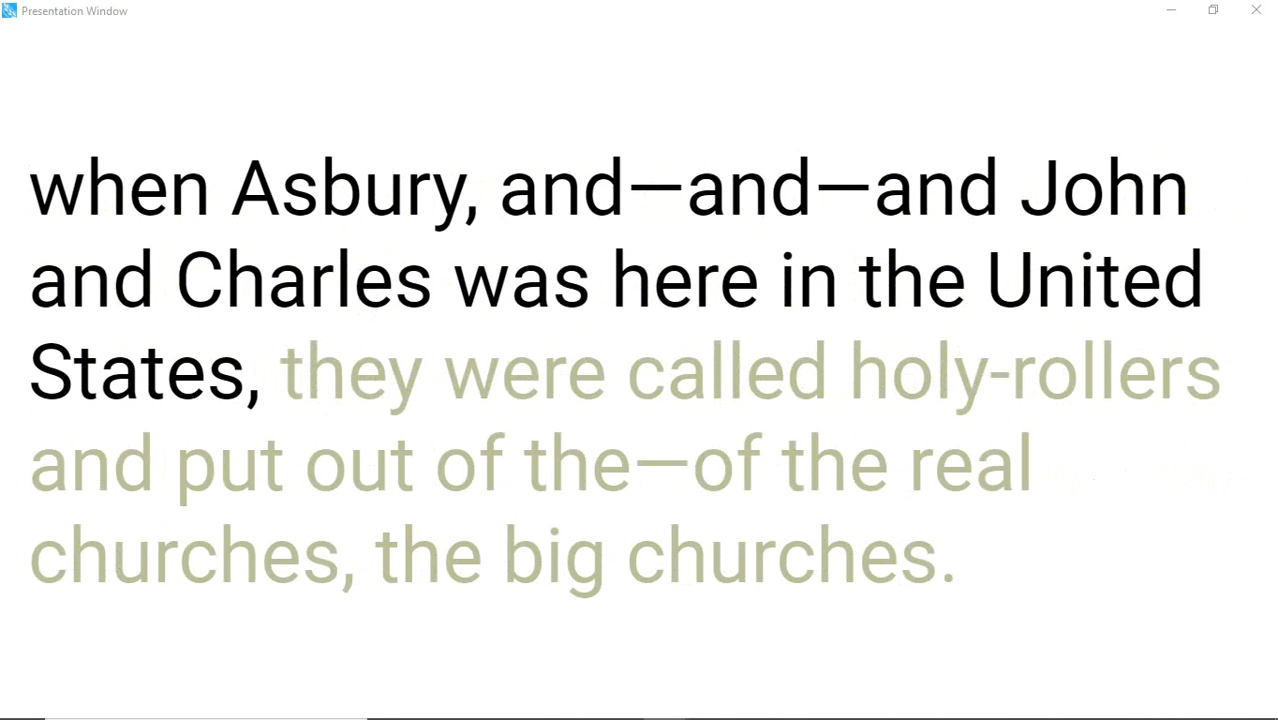 Presentation Window
when Asbury, and—and—and John
and Charles was here in the United
States, they were called holy-rollers
and put out of the—of the real
churches, the big churches.